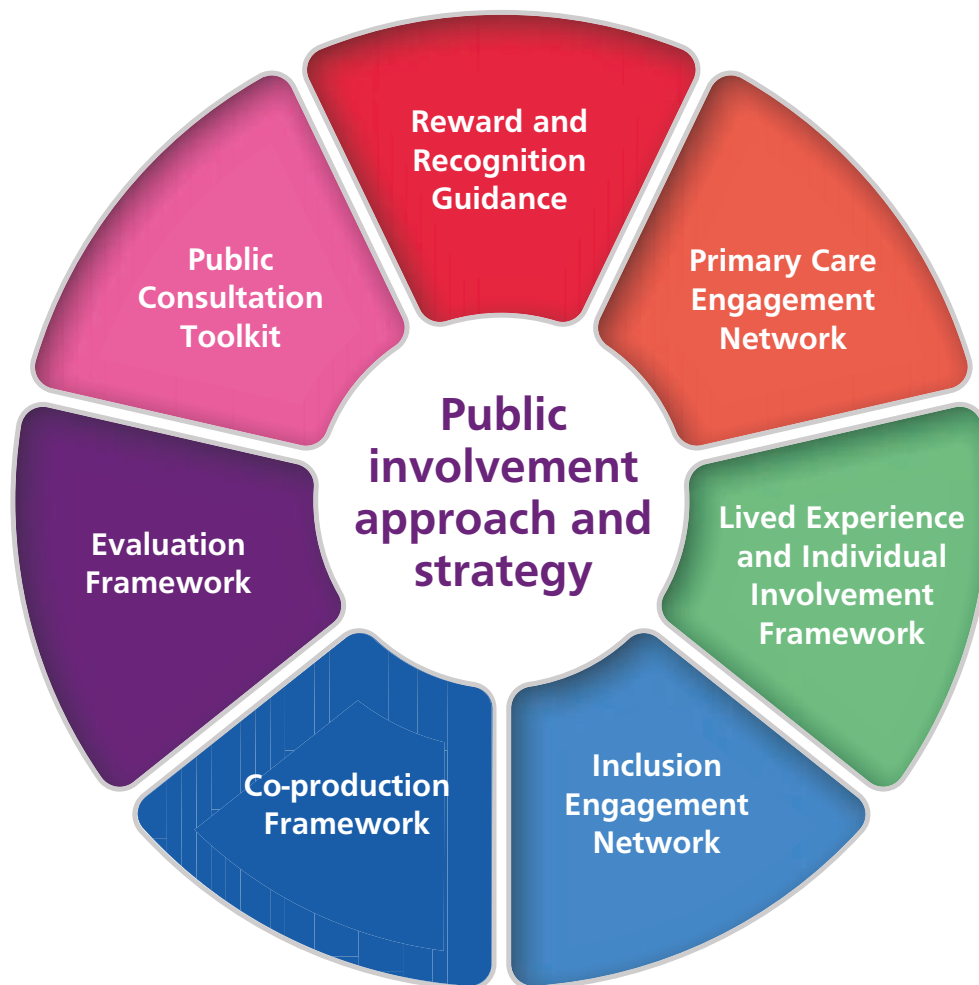 Reward and
Recognition
Guidance
Primary Care
Engagement
Network
Lived Experience
and Individual
Involvement
Framework
Inclusion
Engagement
Network
Co-production
Framework
Evaluation
Framework
Public
Consultation
Toolkit
Public
involvement
approach and
strategy